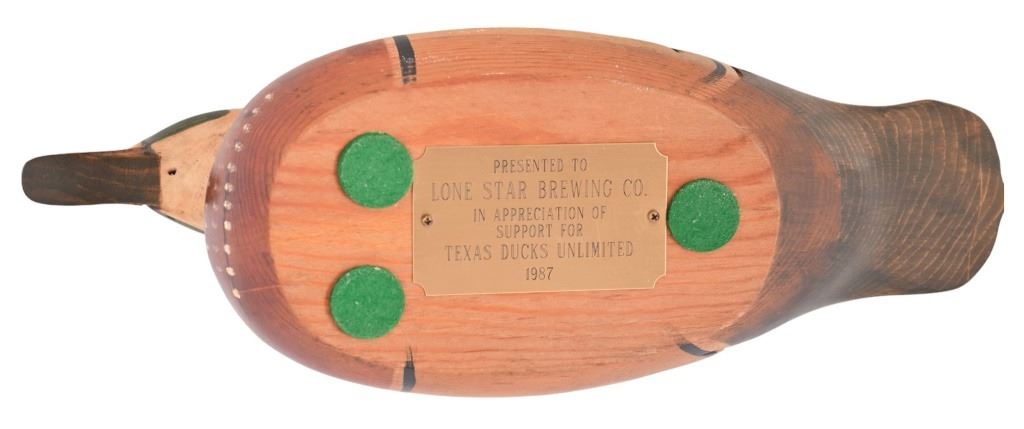 PRESENTED TO
LONE STAR BREWING CO.
IN APPRECIATION OF
SUPPORT FOR
TEXAS DUCKS UNLIMITED
1987